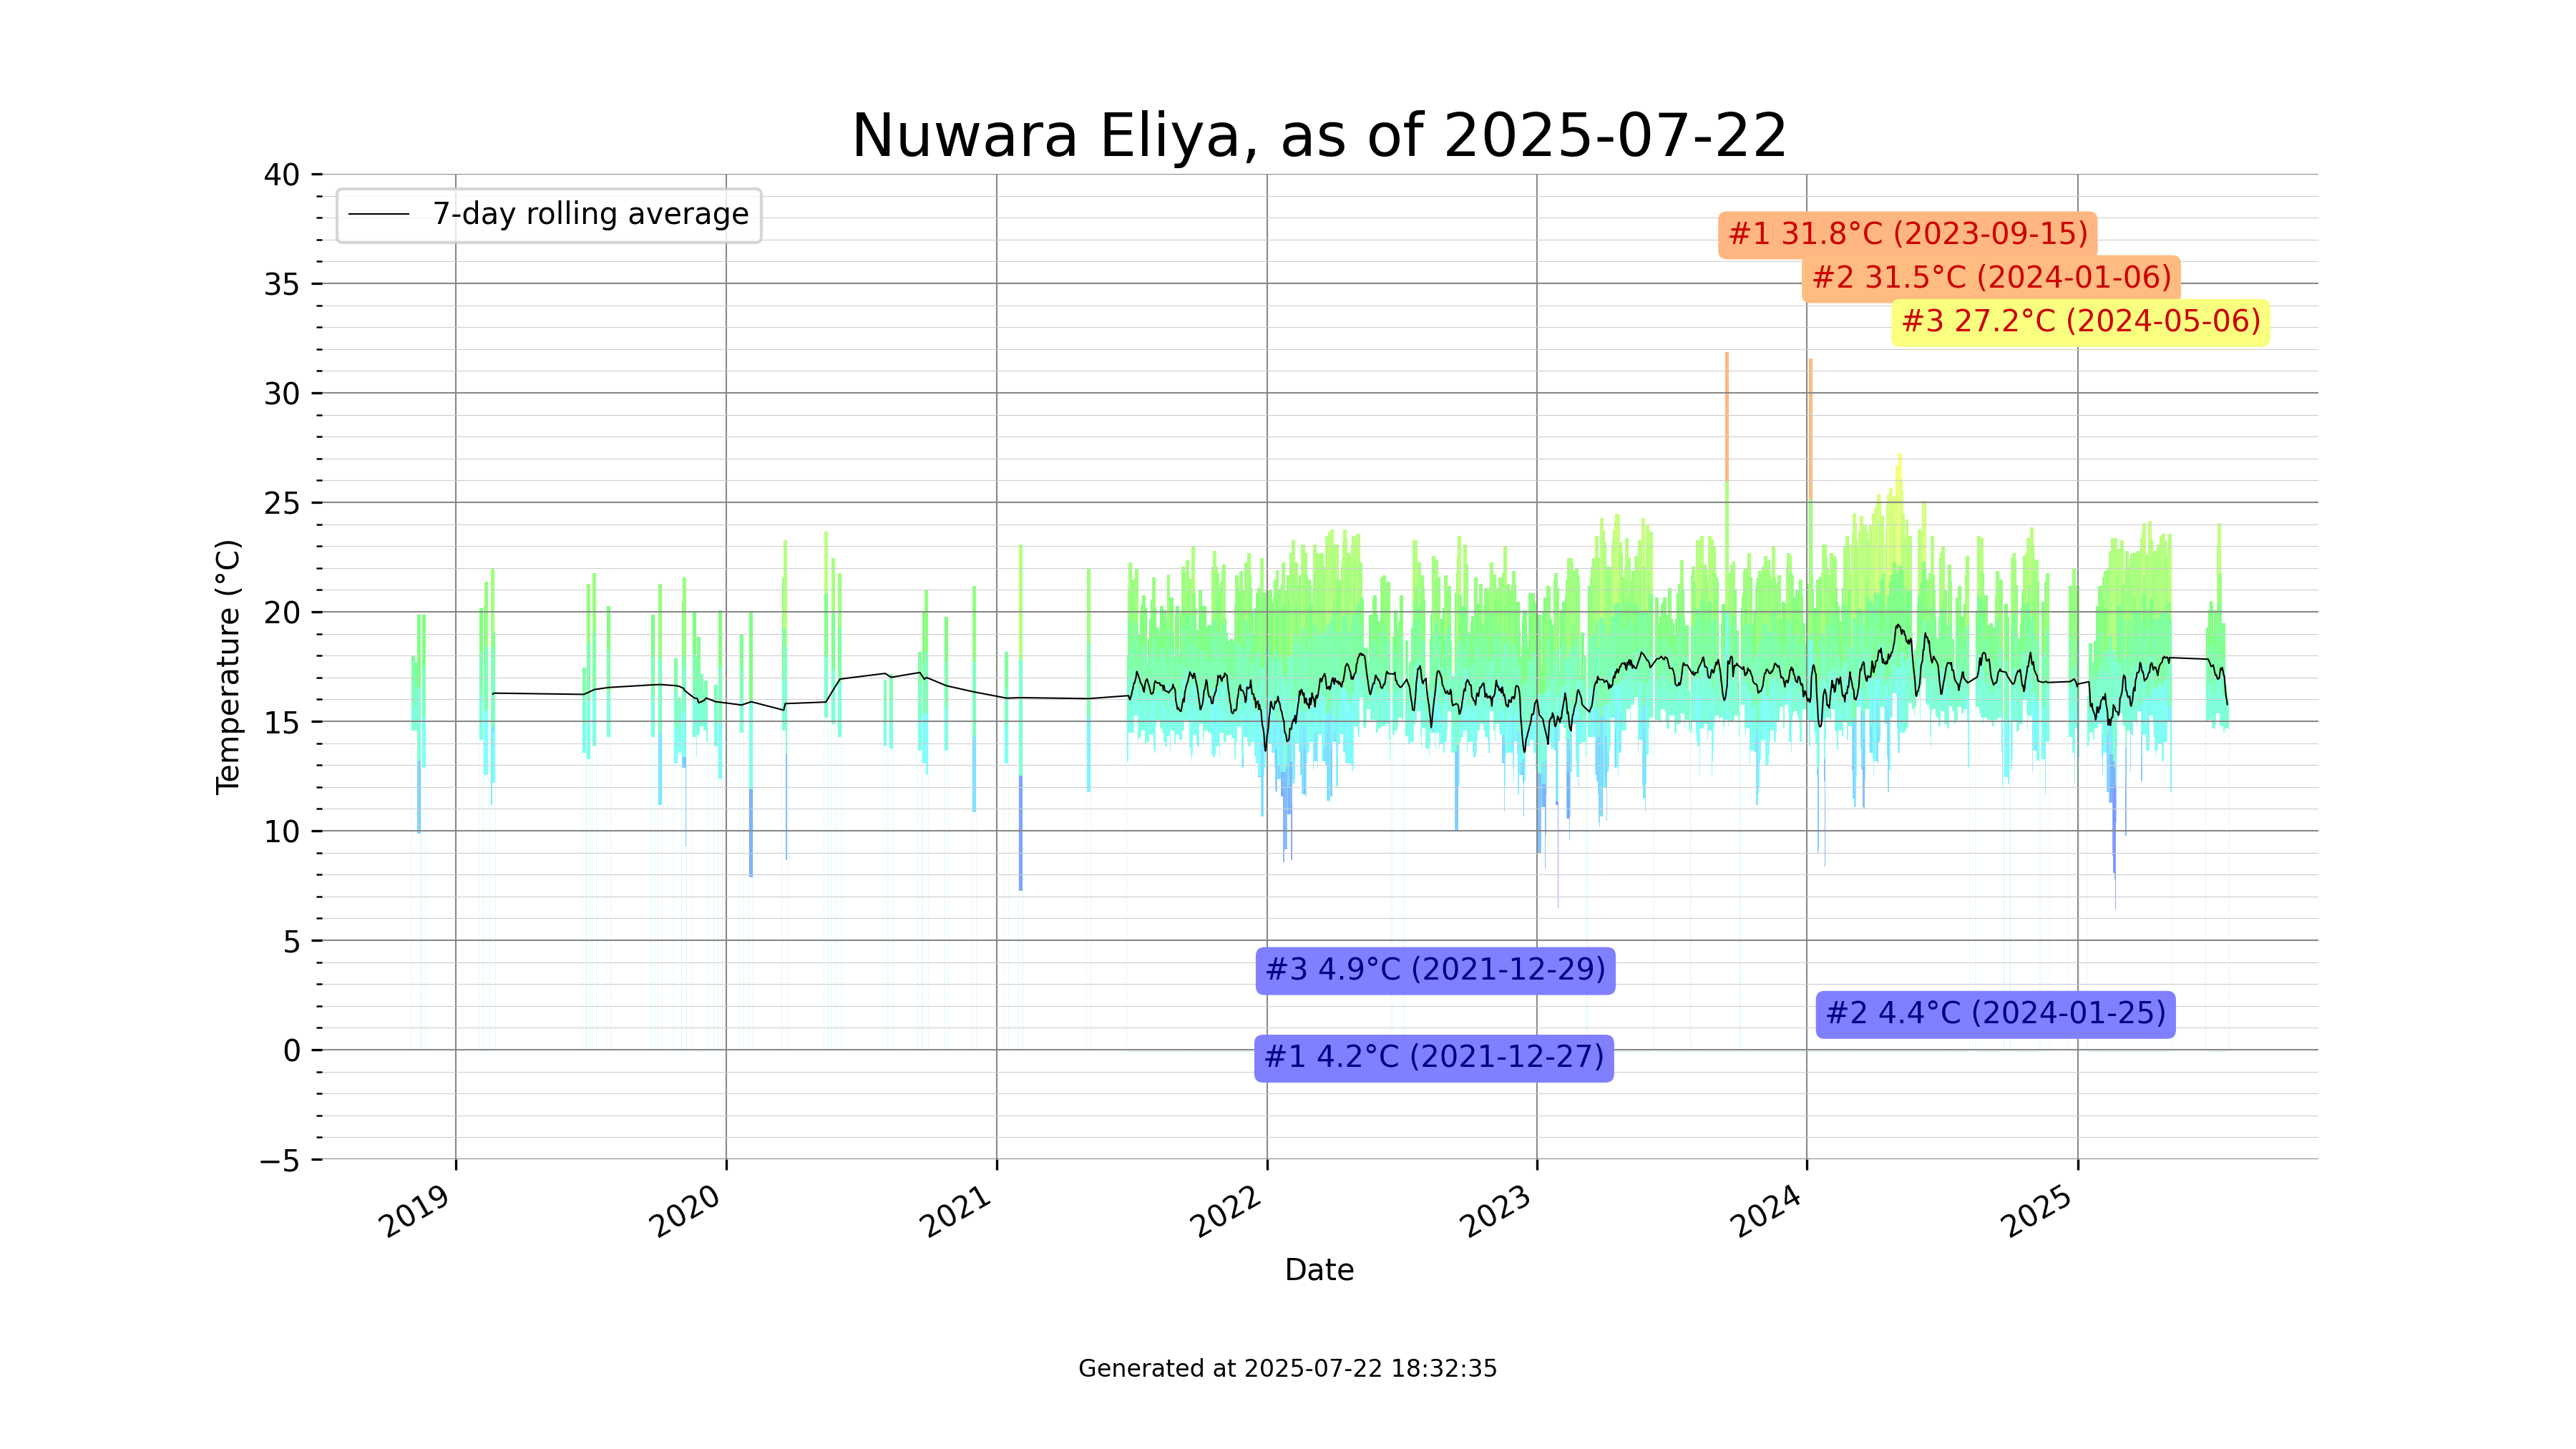 Nuwara Eliya, as of 2025-07-22
7-day rolling average
#1 31.8°C (2023-09-15)
#2 31.5°C (2024-01-06)
#3 27.2°C (2024-05-06)
40
35
30
25
20
15
10
5
0
−5
Temperature (°C)
#3 4.9°C (2021-12-29)
#2 4.4°C (2024-01-25)
#1 4.2°C (2021-12-27)
2019
2020
2021
2022
2023
2024
2025
Date
Generated at 2025-07-22 18:32:35